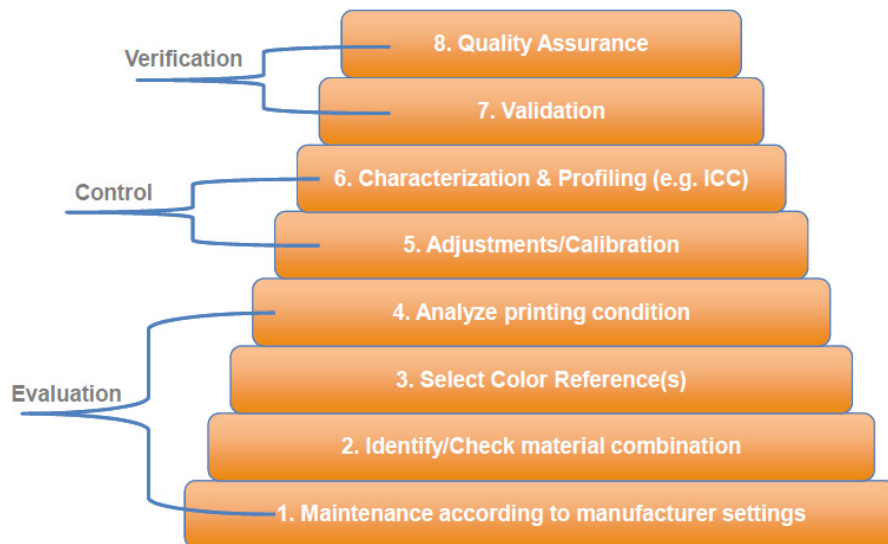 8. Quality Assurance
Verification
7. Validation
6. Characterization & Profiling (e.g. ICC)
Control
5. Adjustments/Calibration
4. Analyze printing condition
3. Select Color Reference(s)
Evaluation
2. Identify/Check material combination
1. Maintenance according to manufacturer settings